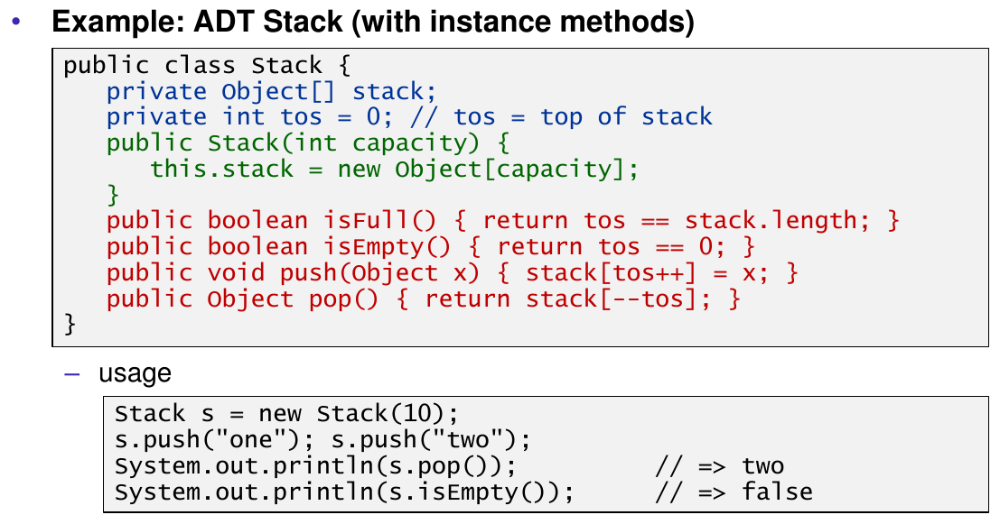 • Example: ADT Stack (with instance methods)
public class Stack {
   private Object[] stack;
   private int tos = 0; // tos = top of stack
   public Stack(int capacity) {
      this.stack = new Object[capacity];
   }
   public boolean isFull() { return tos == stack.length; }
   public boolean isEmpty() { return tos == 0; }
   public void push(Object x) { stack[tos++] = x; }
   public Object pop() { return stack[--tos]; }
}
– usage
Stack s = new Stack(10);
s.push("one"); s.push("two");
System.out.println(s.pop());          // => two
System.out.println(s.isEmpty());      // => false